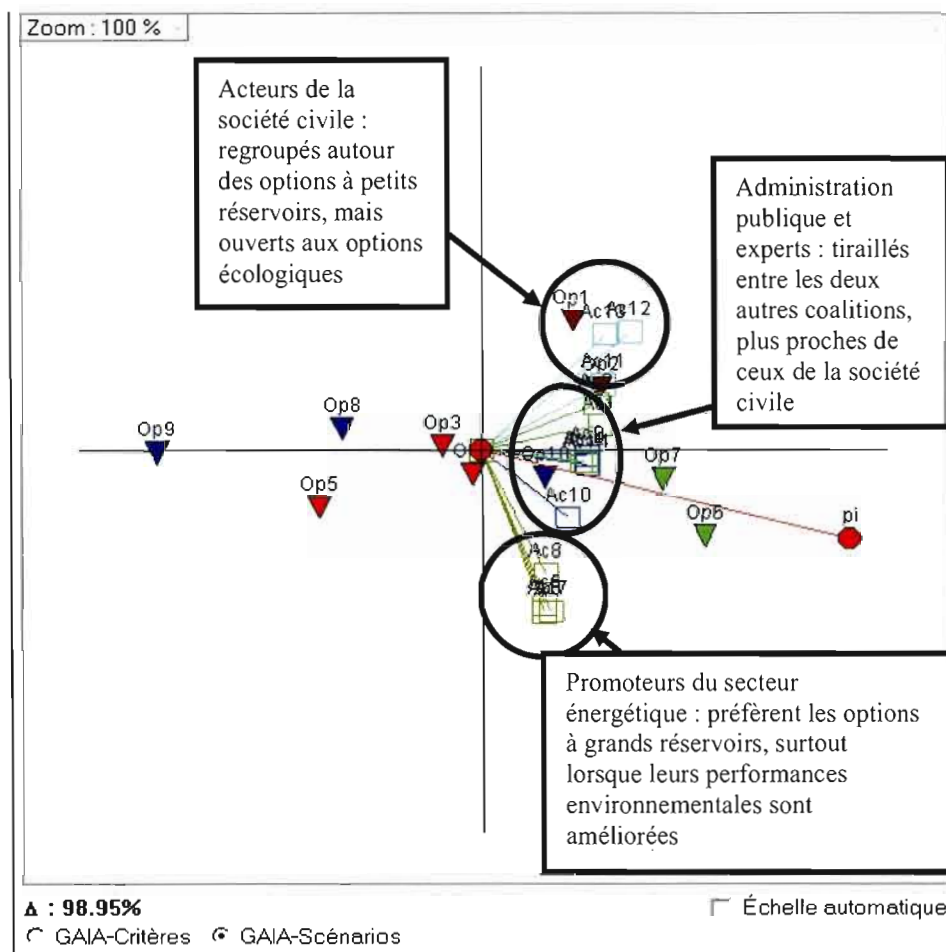 Zoom : 100 %
Acteurs de la
société civile :
regroupés autour
des options à petits
réservoirs, mais
ouverts aux options
écologiques
Administration
publique et
experts : tiraillés
entre les deux
autres coalitions,
plus proches de
ceux de la société
civile
Op1
Ac12
Op9
Op8
Op3
Op5
Op10
Op7
Op6
pi
Ac10
Ac8
Promoteurs du secteur
énergétique : préfèrent les options
à grands réservoirs, surtout
lorsque leurs performances
environnementales sont
améliorées
Δ : 98.95%
Échelle automatique
GAIA-Critères GAIA-Scénarios